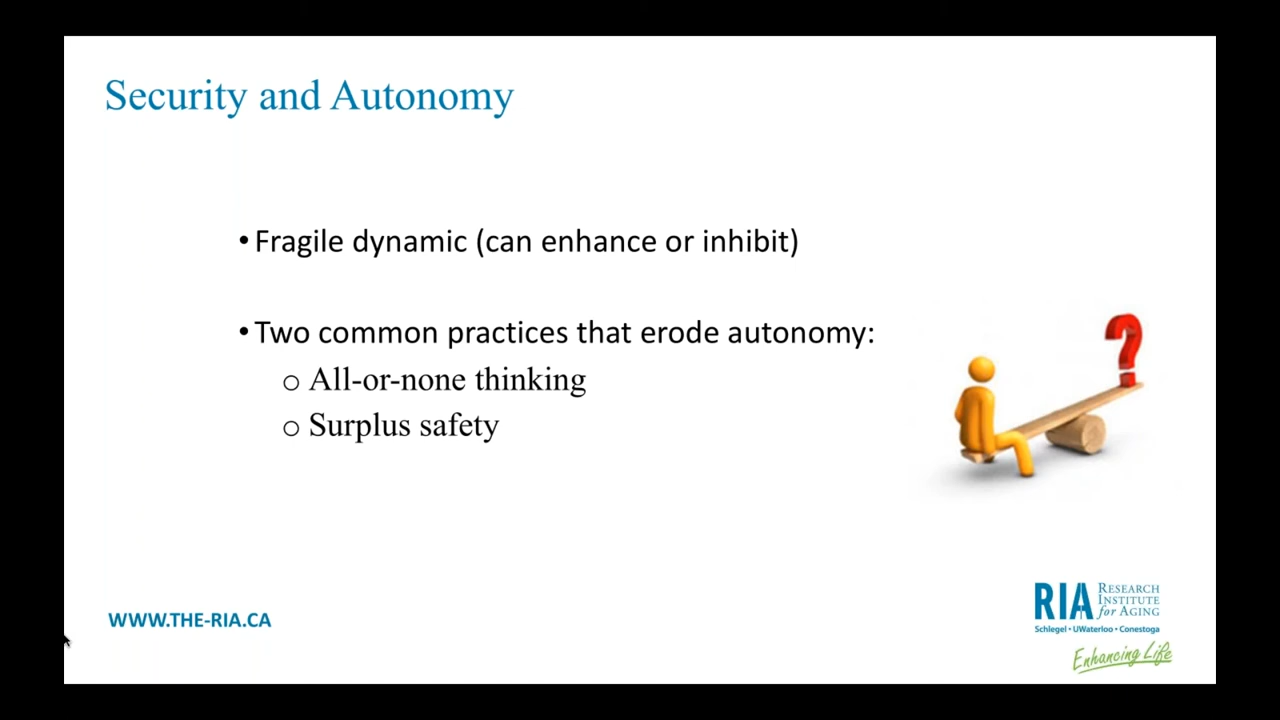 Security and Autonomy
• Fragile dynamic (can enhance or inhibit)
• Two common practices that erode autonomy:
o All-or-none thinking
o Surplus safety
?
WWW.THE-RIA.CA
RIA RESEARCH INSTITUTE for AGING
Schlegel • UWaterloo • Conestoga
Enhancing Life